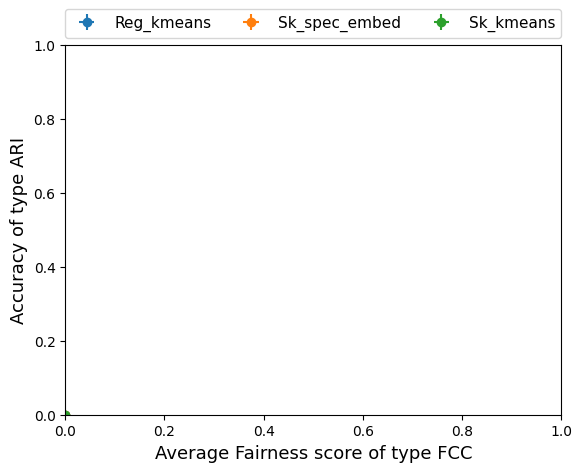 Reg_kmeans Sk_spec_embed Sk_kmeans
1.0
0.8
0.6
0.4
0.2
0.0
Accuracy of type ARI
0.0 0.2 0.4 0.6 0.8 1.0
Average Fairness score of type FCC